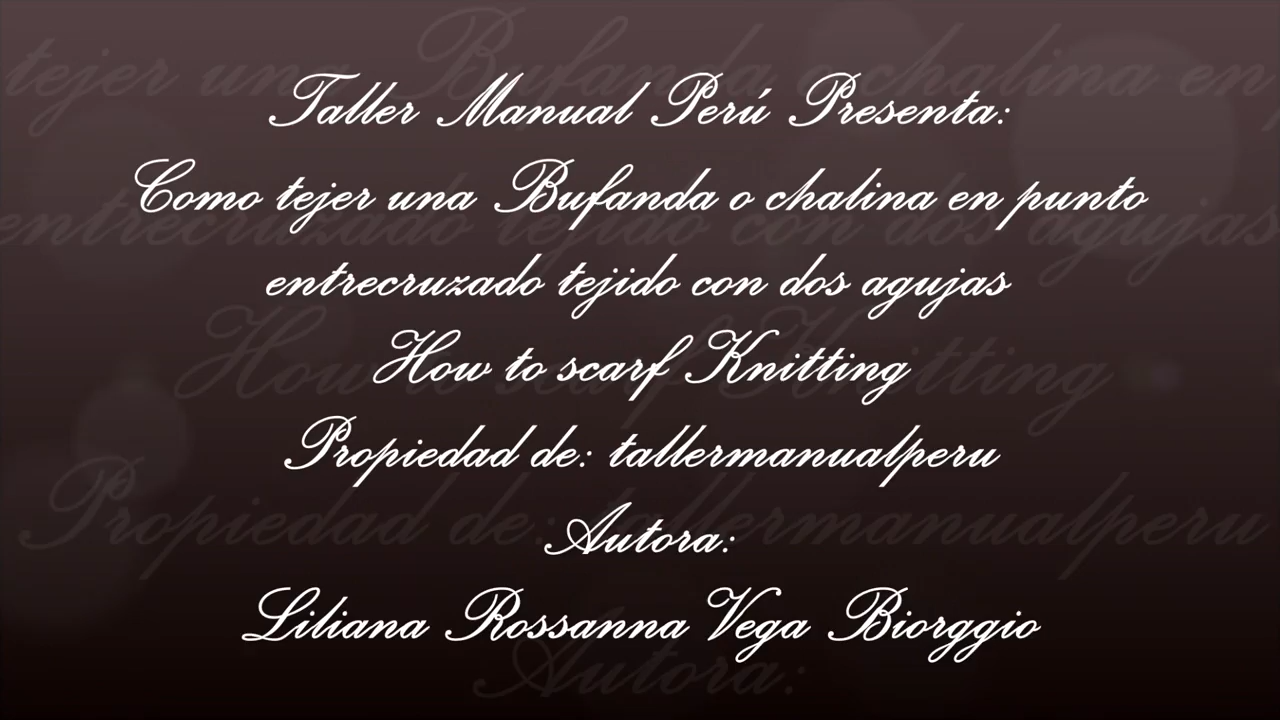 Taller Manual Perú Presenta:
Como tejer una Bufanda o chalina en punto
entrecruzado tejido con dos agujas
How to scarf Knitting
Propiedad de: tallermanualperu
Autora:
Liliana Rossanna Vega Biorggio